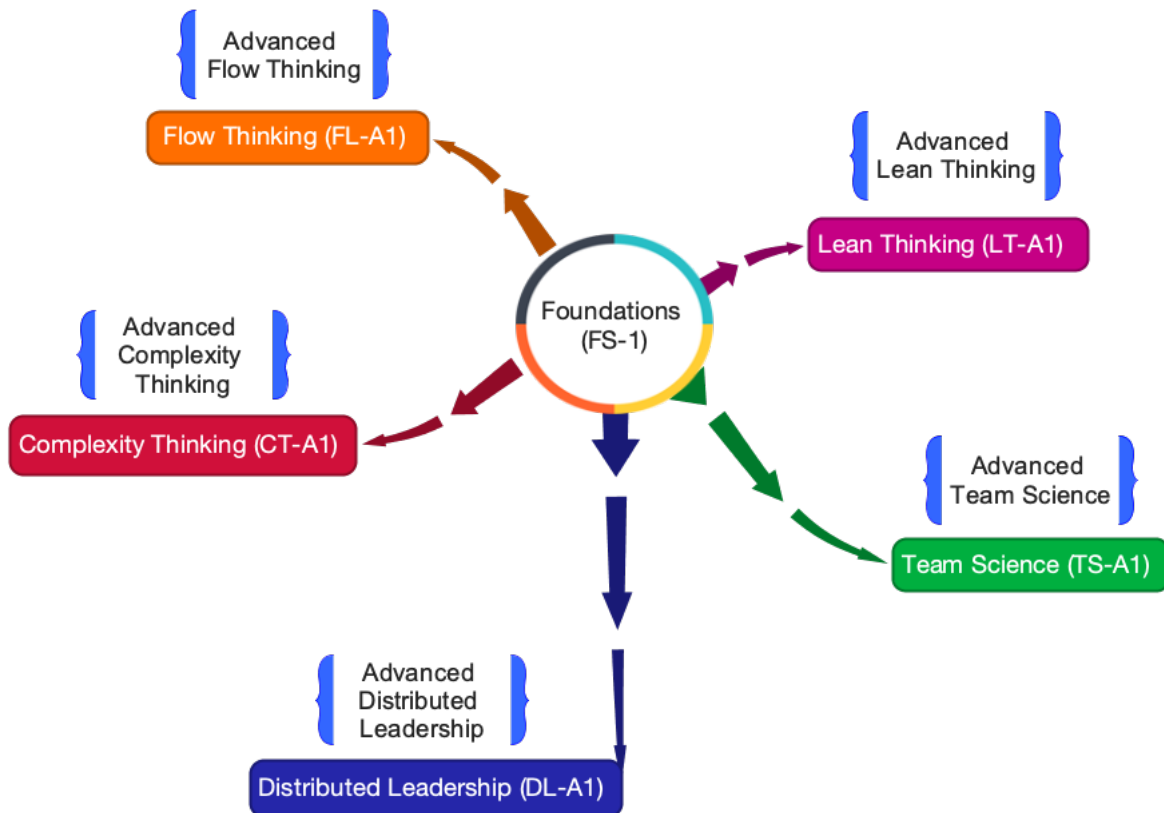 Advanced
Flow Thinking
Flow Thinking (FL-A1)
Advanced
Lean Thinking
Lean Thinking (LT-A1)
Foundations
(FS-1)
Advanced
Complexity
Thinking
Complexity Thinking (CT-A1)
Advanced
Team Science
Team Science (TS-A1)
Advanced
Distributed
Leadership
Distributed Leadership (DL-A1)